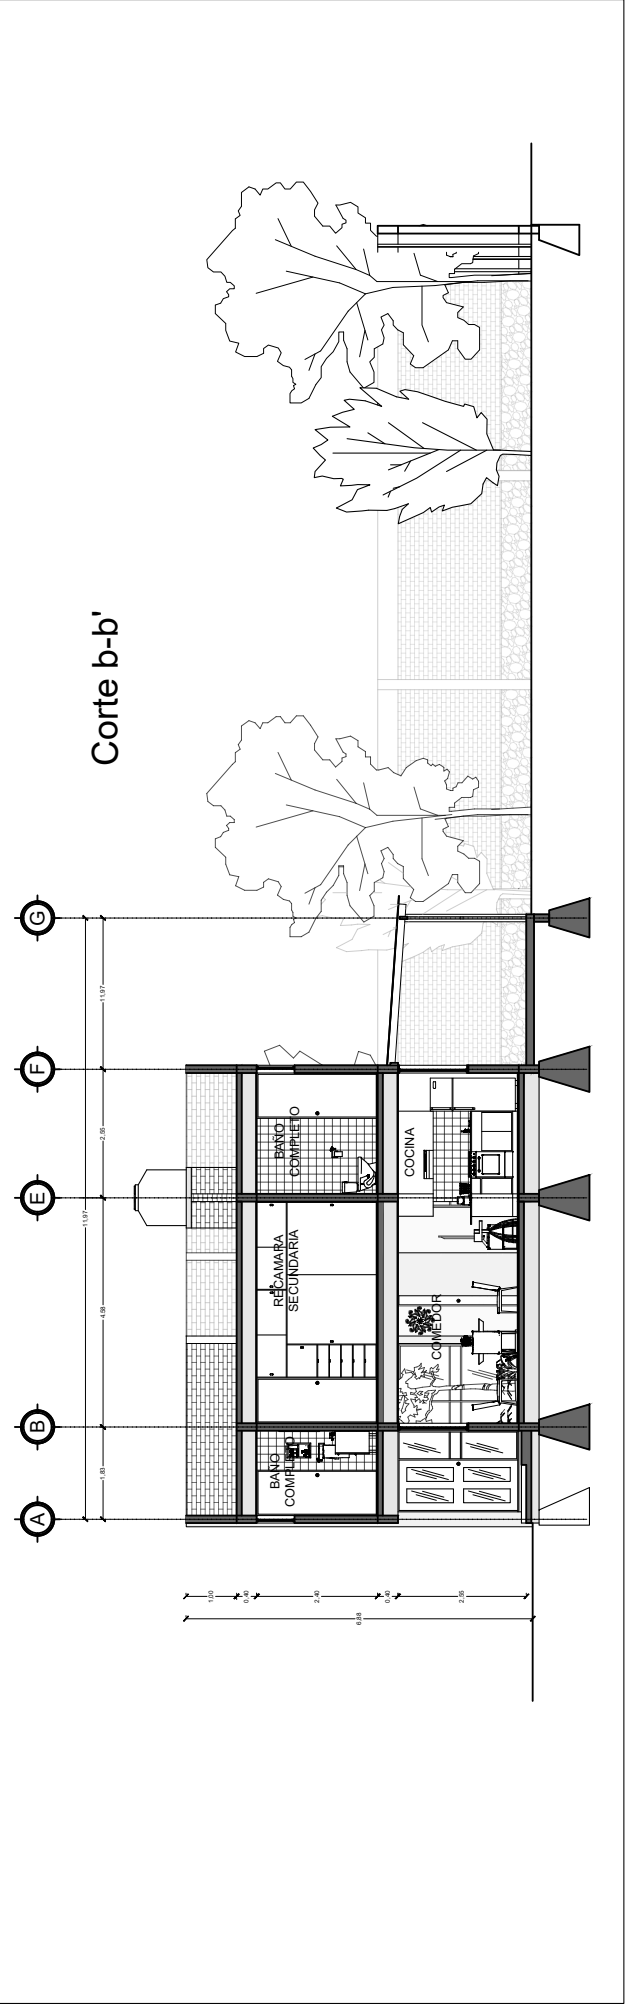 Corte b-b'
A
B
E
F
G
11.97
1.83
4.58
2.55
11.97
BAÑO
COMPLETO
RECAMARA
SECUNDARIA
BAÑO
COMPLETO
COMEDOR
COCINA
1.00
0.40
2.40
0.40
2.55
6.88